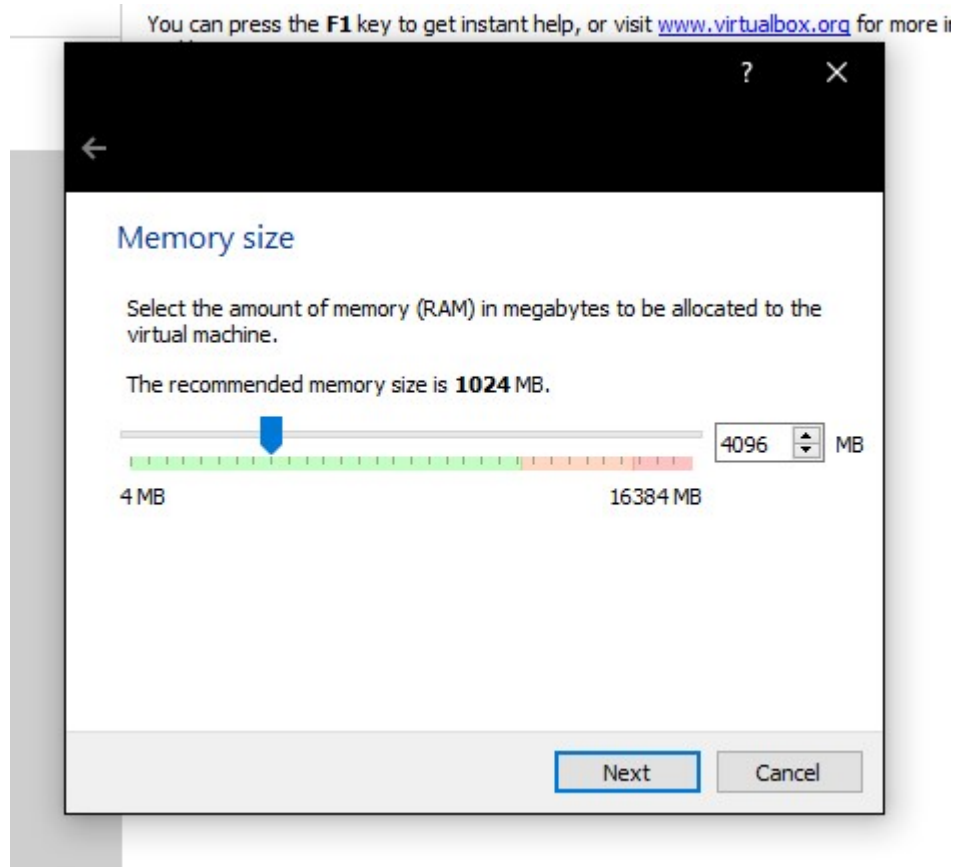 You can press the F1 key to get instant help, or visit www.virtualbox.org for more
?
Memory size
Select the amount of memory (RAM) in megabytes to be allocated to the
virtual machine.
The recommended memory size is 1024 MB.
4096 MB
4 MB 16384 MB
Next Cancel